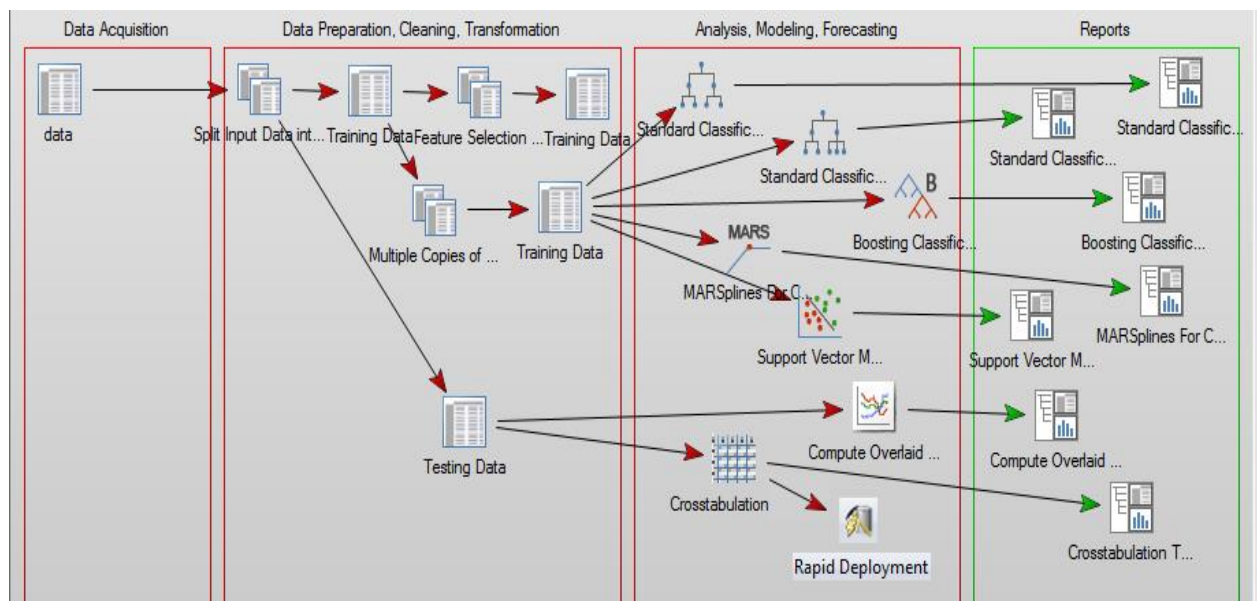 Data Acquisition
Data Preparation, Cleaning, Transformation
Analysis, Modeling, Forecasting
Reports
data
Split Input Data int...
Training Data
Feature Selection ...
Training Data
Multiple Copies of ...
Training Data
Testing Data
Standard Classific...
Standard Classific...
B
Boosting Classific...
MARS
MARSplines For C...
Support Vector M...
Compute Overlaid ...
Crosstabulation
Rapid Deployment
Standard Classific...
Standard Classific...
Boosting Classific...
MARSplines For C...
Support Vector M...
Compute Overlaid ...
Crosstabulation T...